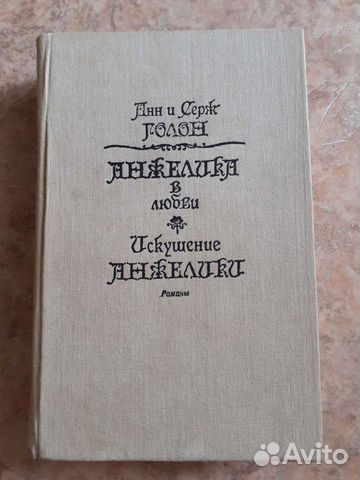 Анн и Серж
ГОЛОН
АНЖЕЛИКА
в
любви
Искушение
АНЖЕЛИКИ
Романы
Avito